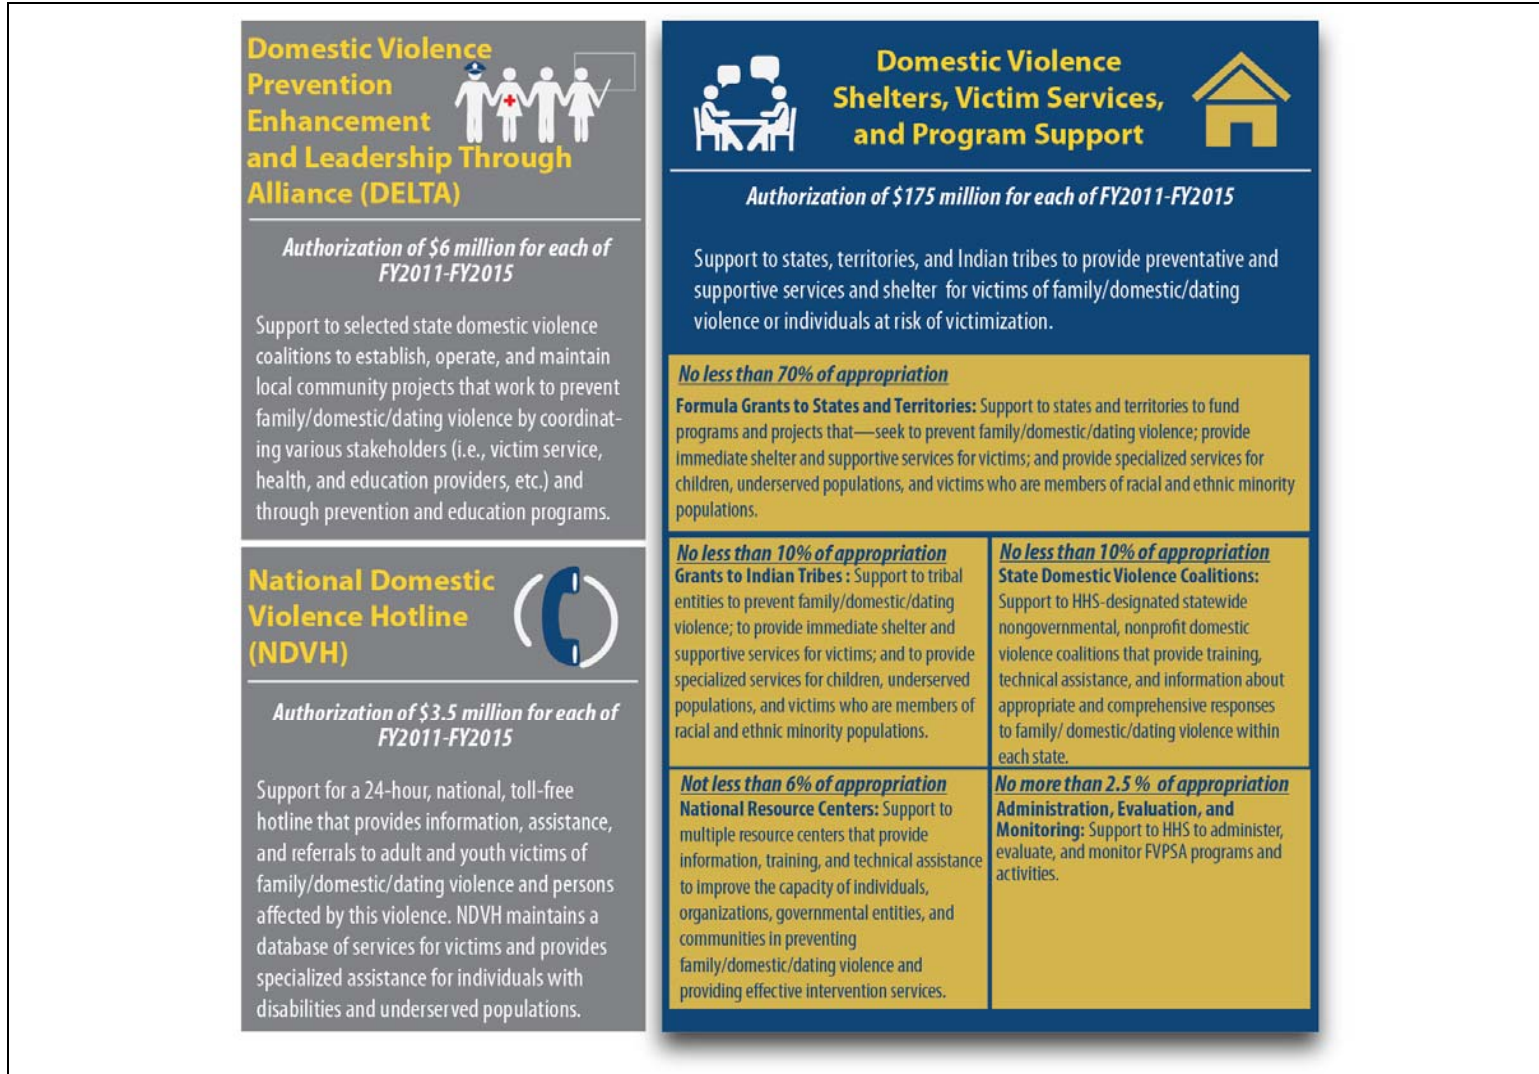 Domestic Violence
Prevention
Enhancement
and Leadership Through
Alliance (DELTA)
Authorization of $6 million for each of
FY2011-FY2015
Support to selected state domestic violence
coalitions to establish, operate, and maintain
local community projects that work to prevent
family/domestic/dating violence by coordinat-
ing various stakeholders (i.e., victim service,
health, and education providers, etc.) and
through prevention and education programs.
National Domestic
Violence Hotline
(NDVH)
Authorization of $3.5 million for each of
FY2011-FY2015
Support for a 24-hour, national, toll-free
hotline that provides information, assistance,
and referrals to adult and youth victims of
family/domestic/dating violence and persons
affected by this violence. NDVH maintains a
database of services for victims and provides
specialized assistance for individuals with
disabilities and underserved populations.
Domestic Violence
Shelters, Victim Services,
and Program Support
Authorization of $175 million for each of FY2011-FY2015
Support to states, territories, and Indian tribes to provide preventative and
supportive services and shelter for victims of family/domestic/dating
violence or individuals at risk of victimization.
No less than 70% of appropriation
Formula Grants to States and Territories: Support to states and territories to fund
programs and projects that—seek to prevent family/domestic/dating violence; provide
immediate shelter and supportive services for victims; and provide specialized services for
children, underserved populations, and victims who are members of racial and ethnic minority
populations.
No less than 10% of appropriation
Grants to Indian Tribes : Support to tribal
entities to prevent family/domestic/dating
violence; to provide immediate shelter and
supportive services for victims; and to provide
specialized services for children, underserved
populations, and victims who are members of
racial and ethnic minority populations.
No less than 10% of appropriation
State Domestic Violence Coalitions:
Support to HHS-designated statewide
nongovernmental, nonprofit domestic
violence coalitions that provide training,
technical assistance, and information about
appropriate and comprehensive responses
to family/ domestic/dating violence within
each state.
Not less than 6% of appropriation
National Resource Centers: Support to
multiple resource centers that provide
information, training, and technical assistance
to improve the capacity of individuals,
organizations, governmental entities, and
communities in preventing
family/domestic/dating violence and
providing effective intervention services.
No more than 2.5 % of appropriation
Administration, Evaluation, and
Monitoring: Support to HHS to administer,
evaluate, and monitor FVPSA programs and
activities.